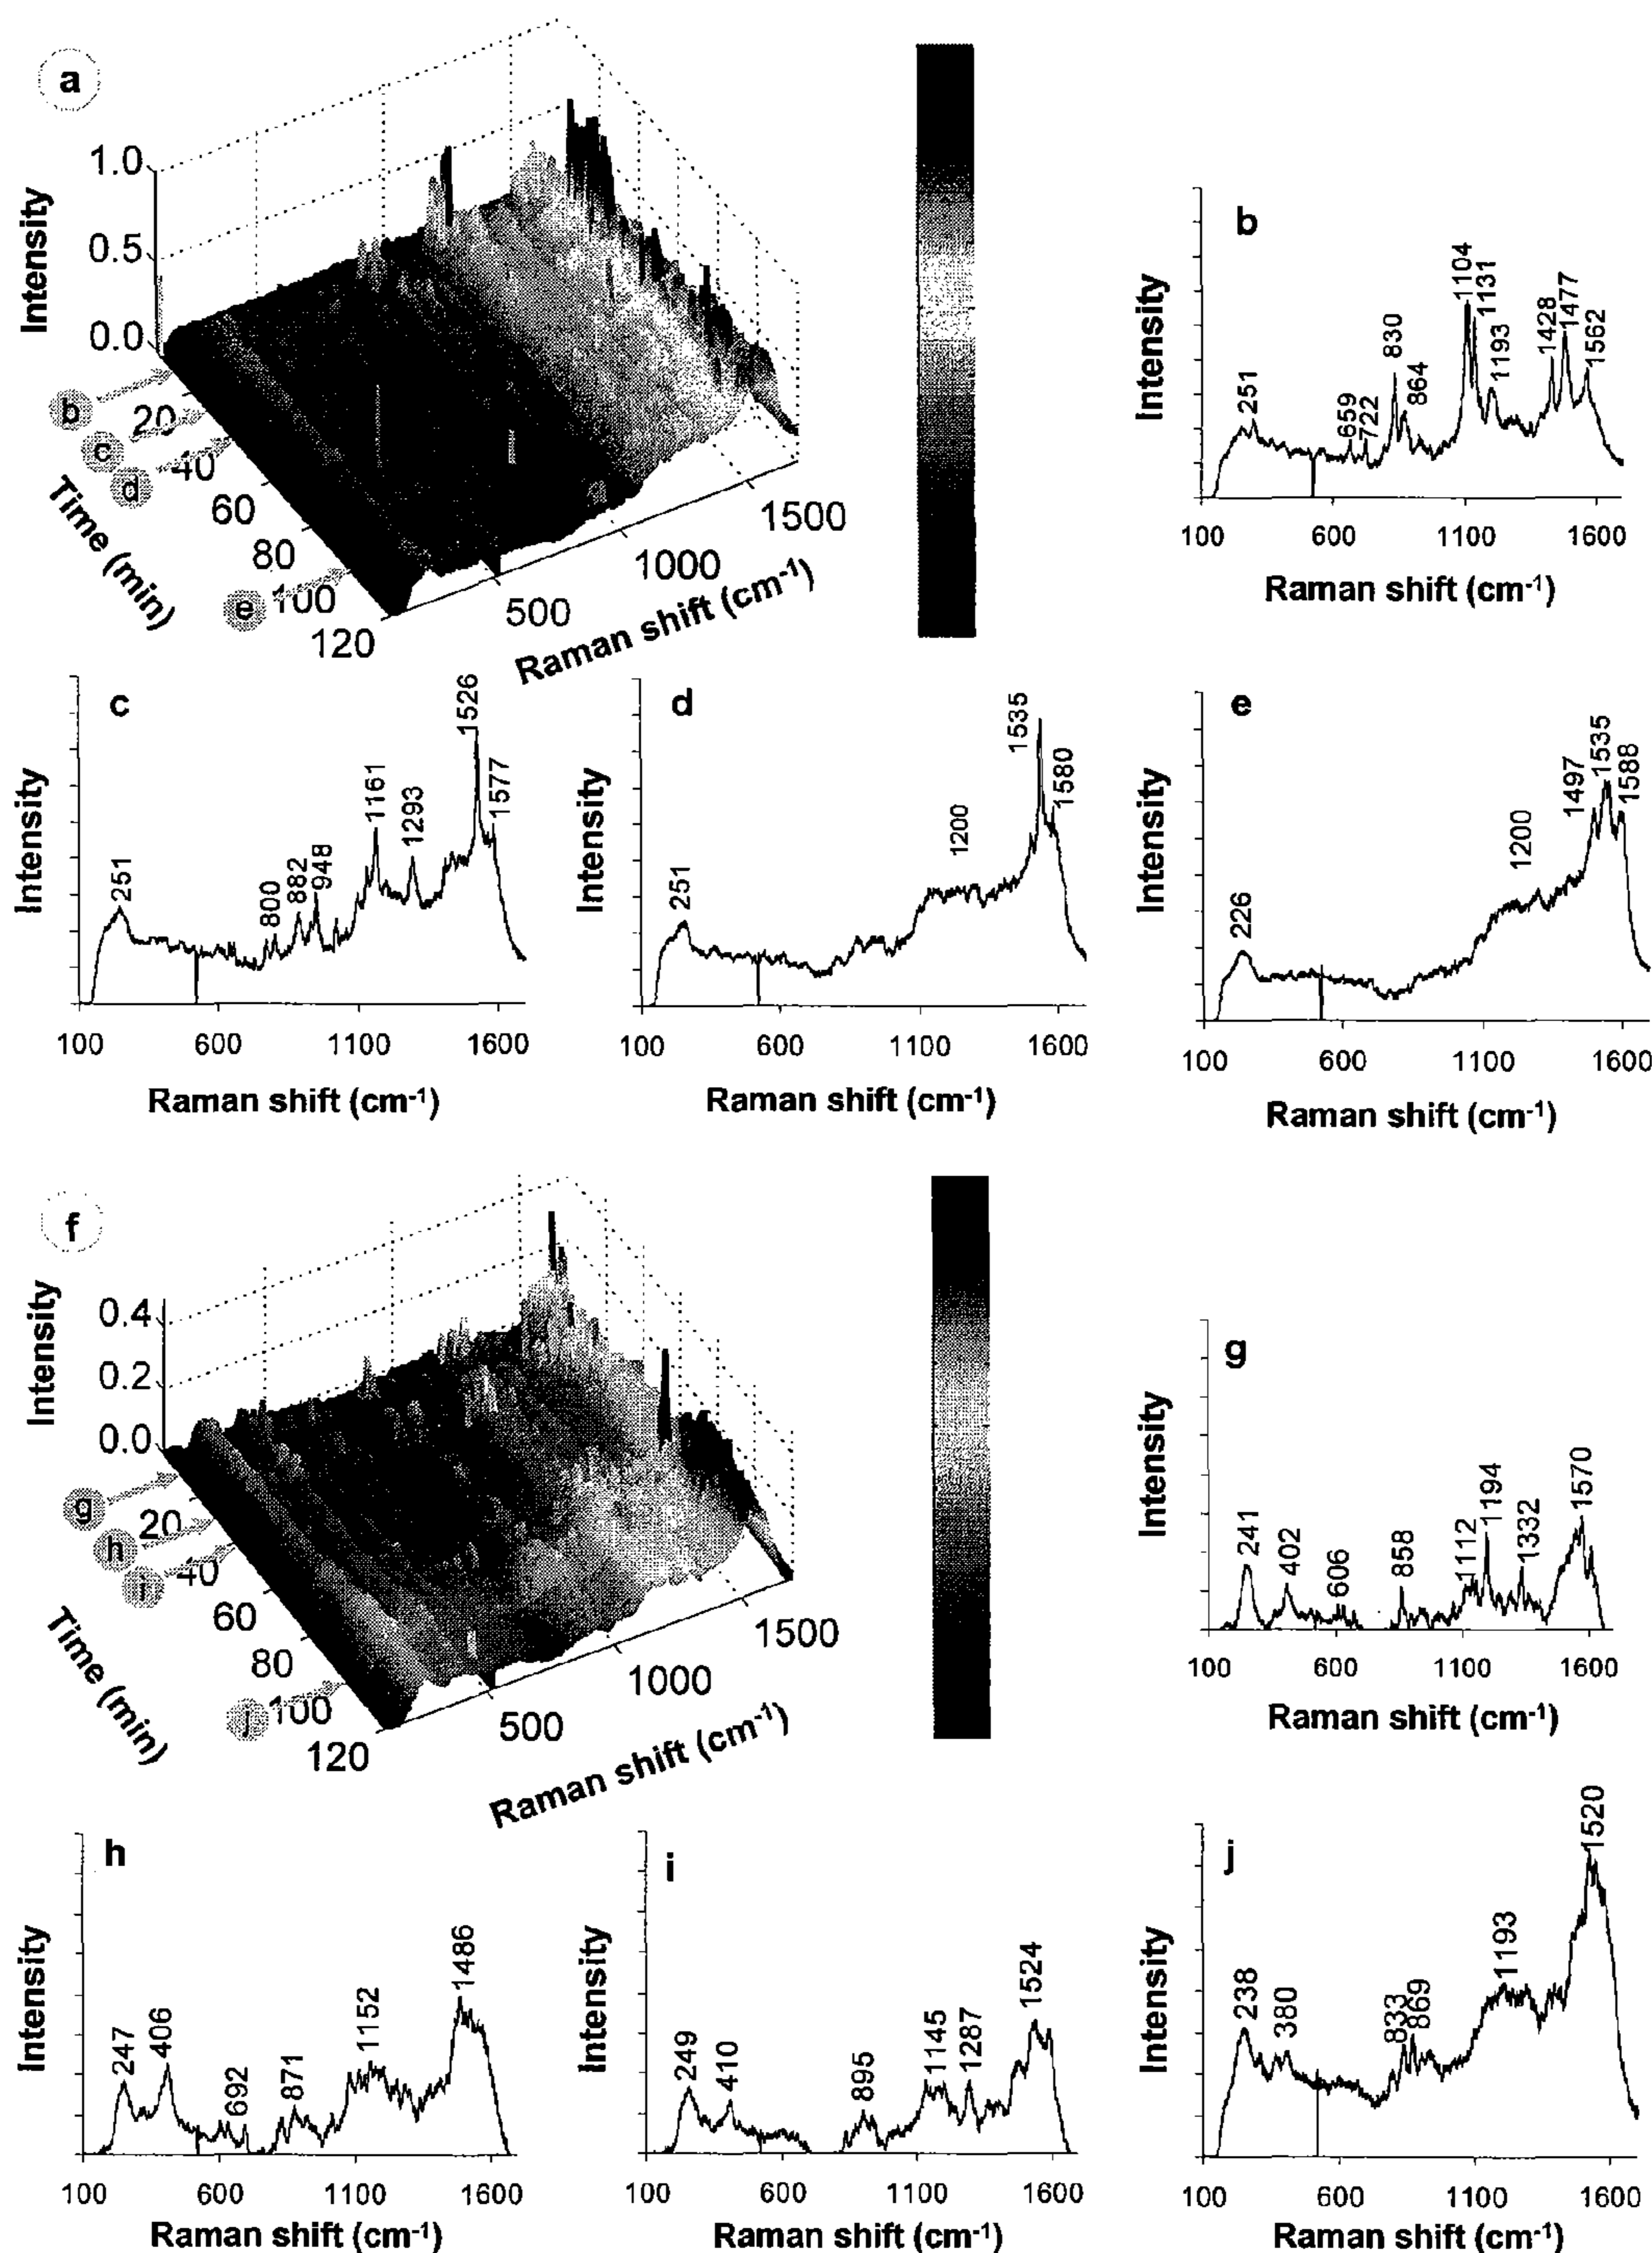 a
Intensity
1.0
0.5
0.0
b
c
d
e
20
40
60
80
100
120
Time (min)
500
1000
1500
Raman shift (cm-1)
b
Intensity
251
659
722
830
864
1104
1131
1193
1428
1477
1562
100 600 1100 1600
Raman shift (cm-1)
c
Intensity
251
800
882
948
1161
1293
1526
1577
100 600 1100 1600
Raman shift (cm-1)
d
Intensity
251
1200
1535
1580
100 600 1100 1600
Raman shift (cm-1)
e
Intensity
226
1200
1497
1535
1588
100 600 1100 1600
Raman shift (cm-1)
f
Intensity
0.4
0.2
0.0
g
h
i
j
20
40
60
80
100
120
Time (min)
500
1000
1500
Raman shift (cm-1)
g
Intensity
241
402
606
858
1112
1194
1332
1570
100 600 1100 1600
Raman shift (cm-1)
h
Intensity
247
406
692
871
1152
1486
100 600 1100 1600
Raman shift (cm-1)
i
Intensity
249
410
895
1145
1287
1524
100 600 1100 1600
Raman shift (cm-1)
j
Intensity
238
380
833
869
1193
1520
100 600 1100 1600
Raman shift (cm-1)